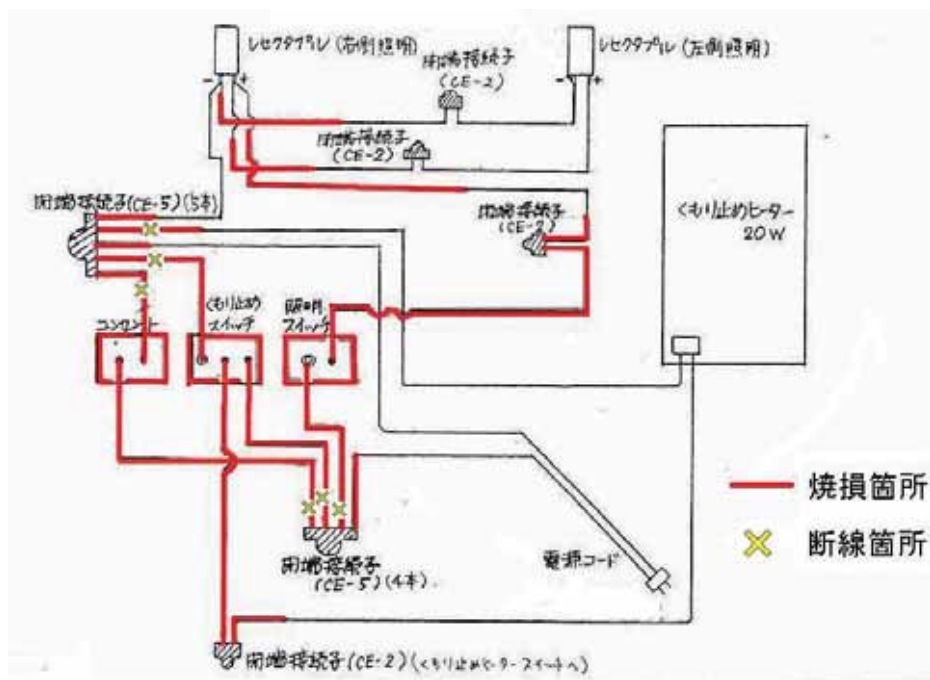 レセクタプル(右側照明)
レセクタプル(左側照明)
閉端接続子
(CE-2)
- +
- +
閉端接続子
(CE-2)
閉端接続子(CE-5)(5本)
閉端接続子
(CE-2)
くもり止めヒーター
20W
コンセント
くもり止め
スイッチ
照明
スイッチ
焼損箇所
断線箇所
閉端接続子
(CE-5)(4本).
電源コード
閉端接続子(CE-2)(くもり止めヒータースイッチへ)